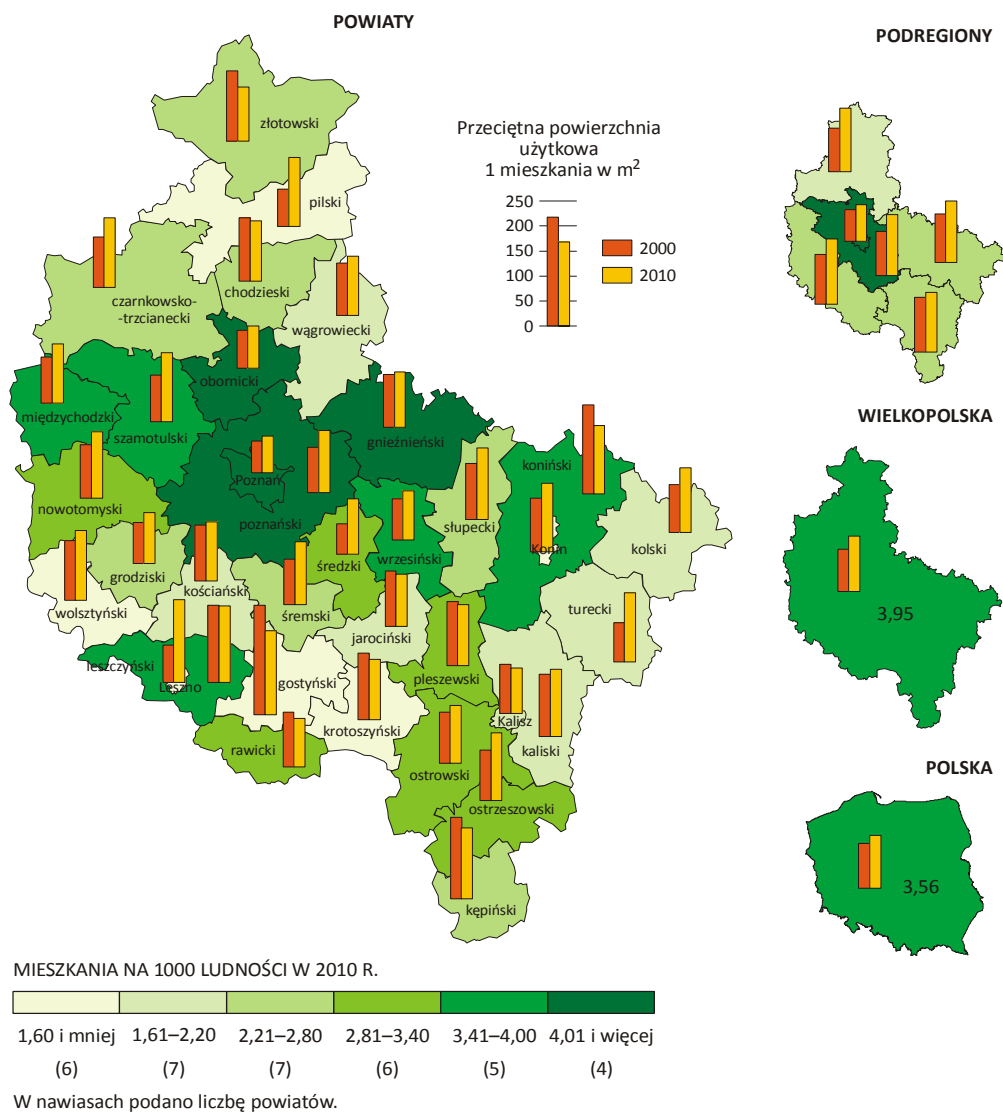 POWIATY
PODREGIONY
Przeciętna powierzchnia
użytkowa
1 mieszkania w m²
250
200
150
100
50
0
2000
2010
złotowski
pilski
chodzieski
czarnkowsko-
-trzcianecki
wągrowiecki
obornicki
międzychodzki
szamotulski
gnieźnieński
nowotomyski
Poznań
poznański
słupecki
koniński
Konin
kolski
grodziski
średzki
wrzesiński
wolsztyński
kościański
śremski
jarociński
turecki
leszczyński
Leszno
gostyński
pleszewski
krotoszyński
Kalisz
kaliski
rawicki
ostrowski
ostrzeszowski
kępiński
WIELKOPOLSKA
3,95
POLSKA
3,56
MIESZKANIA NA 1000 LUDNOŚCI W 2010 R.
1,60 i mniej 1,61–2,20 2,21–2,80 2,81–3,40 3,41–4,00 4,01 i więcej
(6) (7) (7) (6) (5) (4)
W nawiasach podano liczbę powiatów.